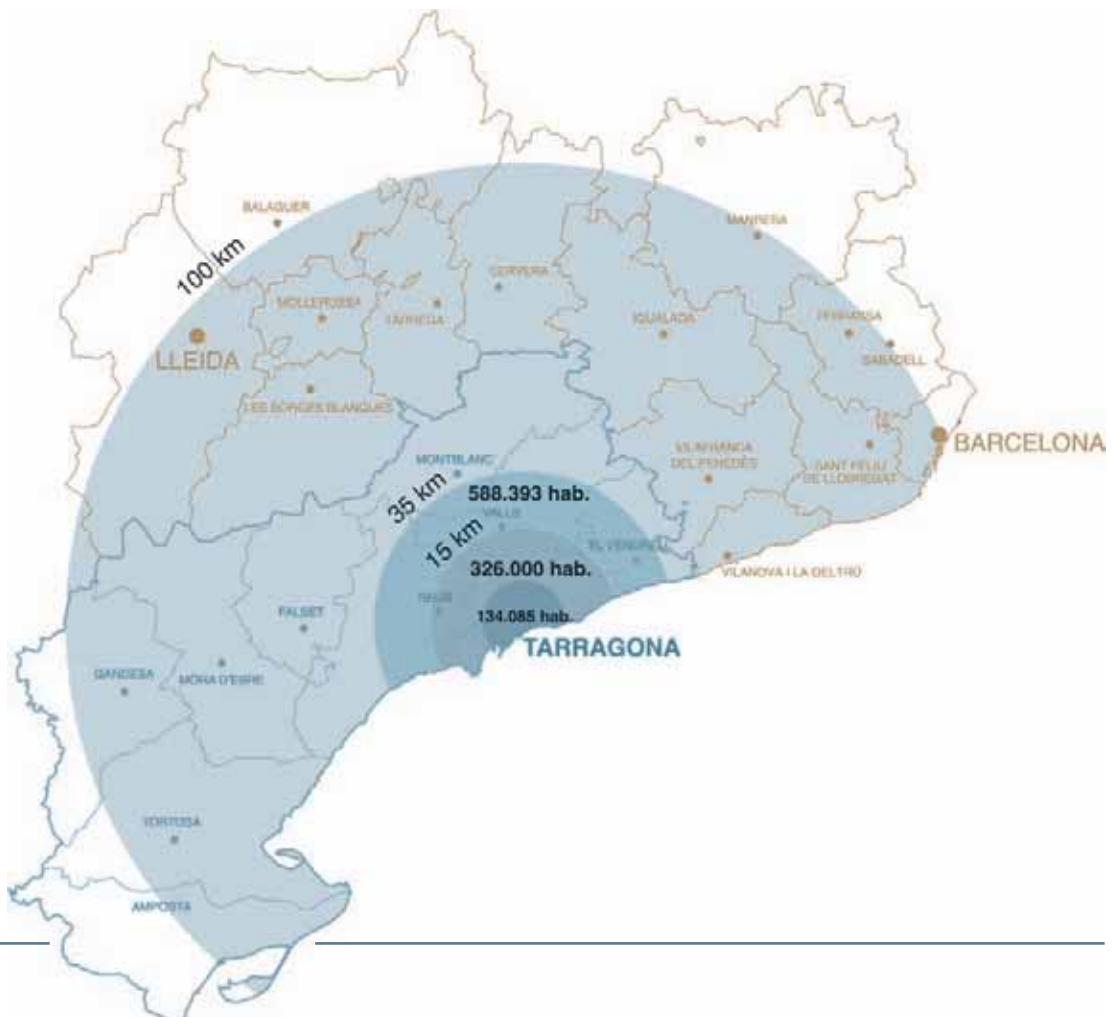 BALAGUER
MANRESA
100 km
CERVERA
MOLLERUSSA
TÀRREGA
IGUALADA
TERRASSA
SABADELL
LLEIDA
LES BORGES BLANQUES
BARCELONA
MONTBLANC
VILAFRANCA
DEL PENEDÈS
SANT FELIU
DE LLOBREGAT
35 km
588.393 hab.
VALLS
15 km
EL VENDRELL
326.000 hab.
VILANOVA I LA GELTRÚ
REUS
FALSET
134.085 hab.
TARRAGONA
GANDESA
MÓRA D'EBRE
TORTOSA
AMPOSTA